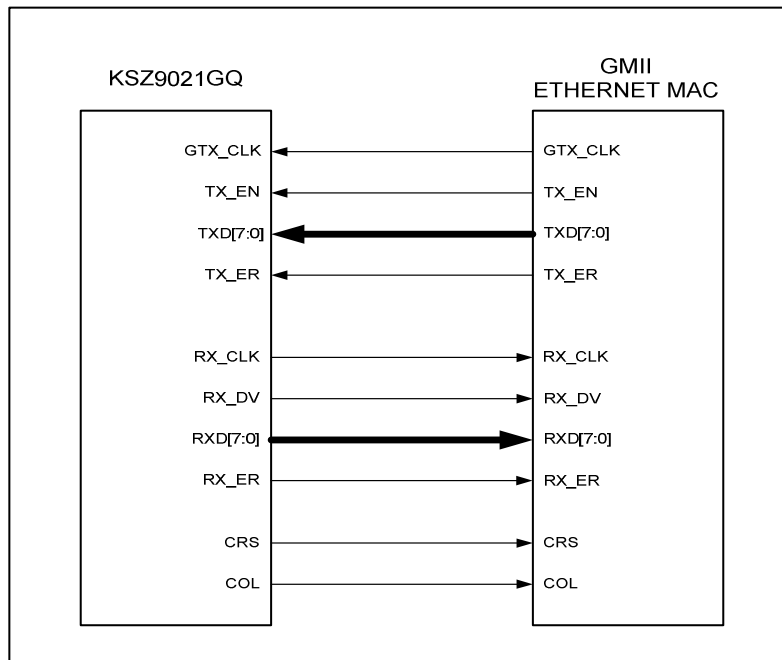 KSZ9021GQ
GMII
ETHERNET MAC
GTX_CLK GTX_CLK
TX_EN TX_EN
TXD[7:0] TXD[7:0]
TX_ER TX_ER
RX_CLK RX_CLK
RX_DV RX_DV
RXD[7:0] RXD[7:0]
RX_ER RX_ER
CRS CRS
COL COL